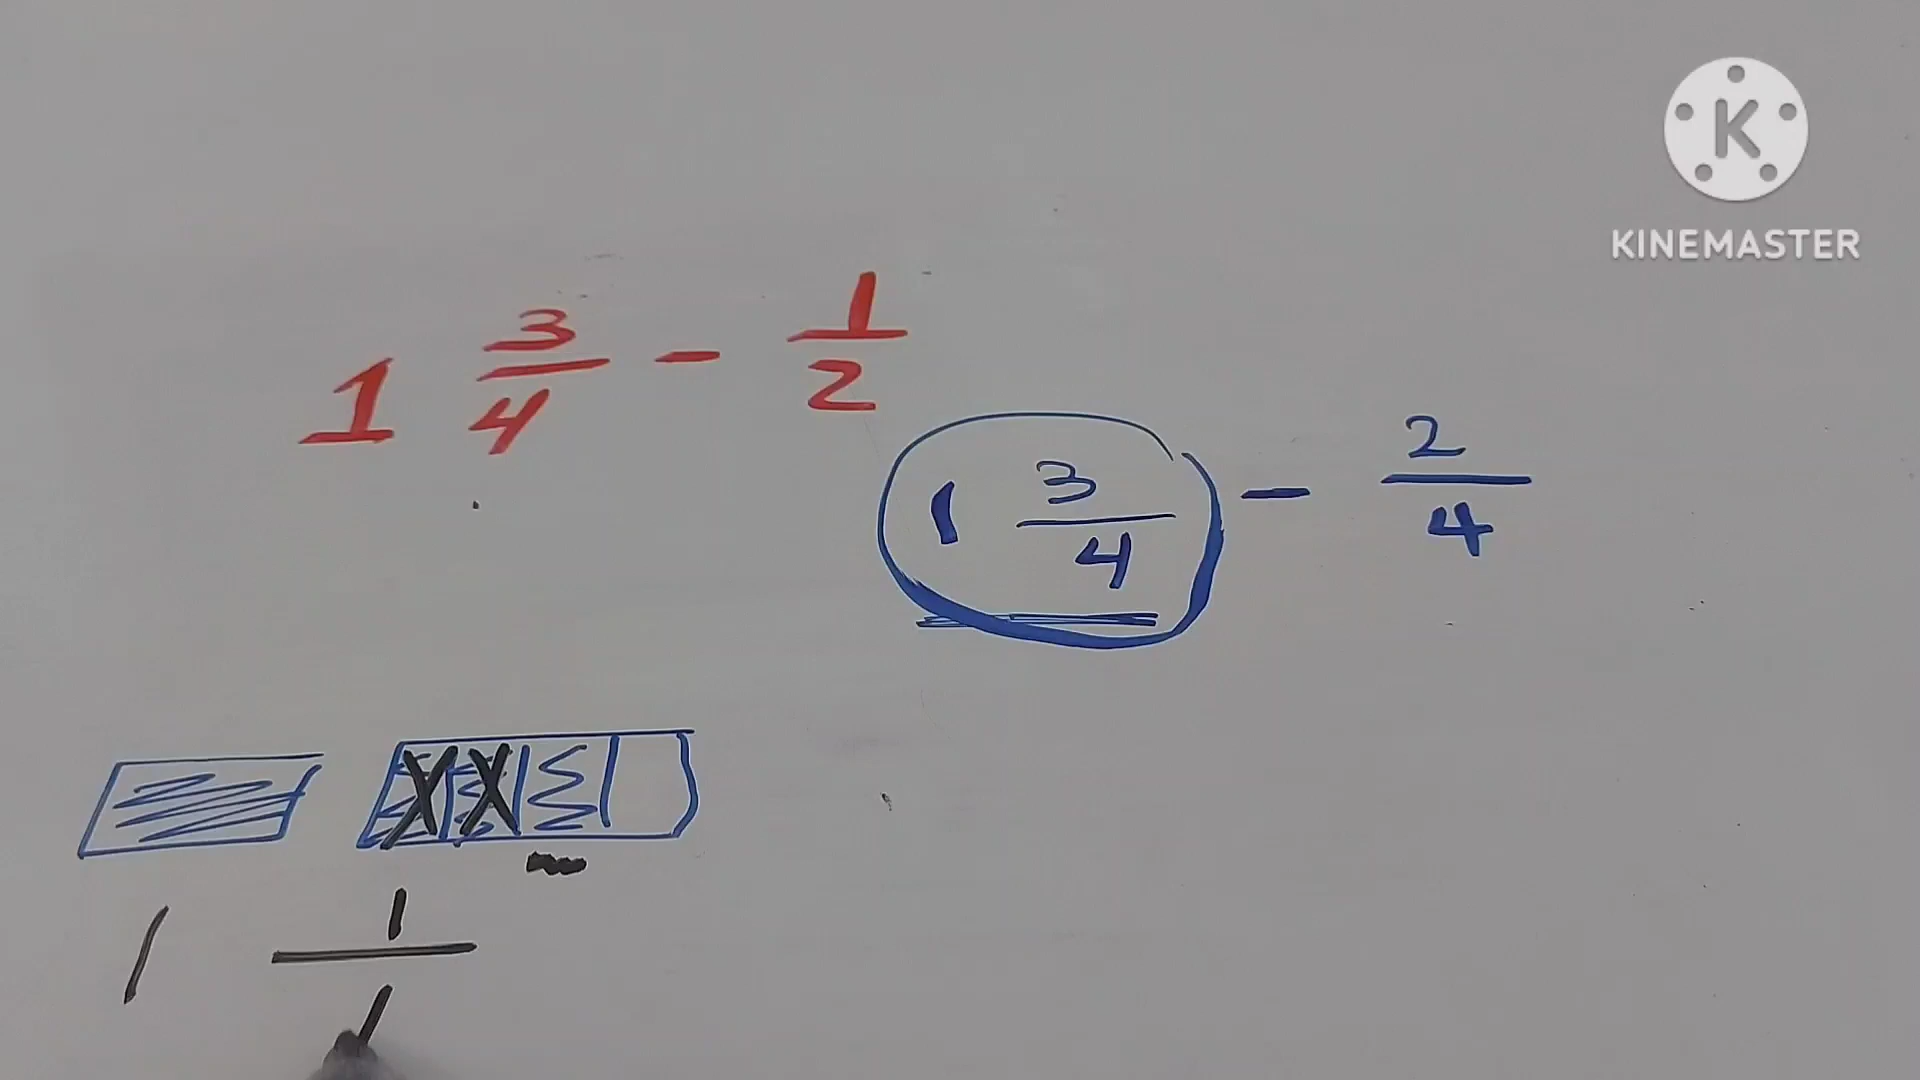 K
KINEMASTER
1 3/4 - 1/2
1 3/4 - 2/4
X X
1 1/